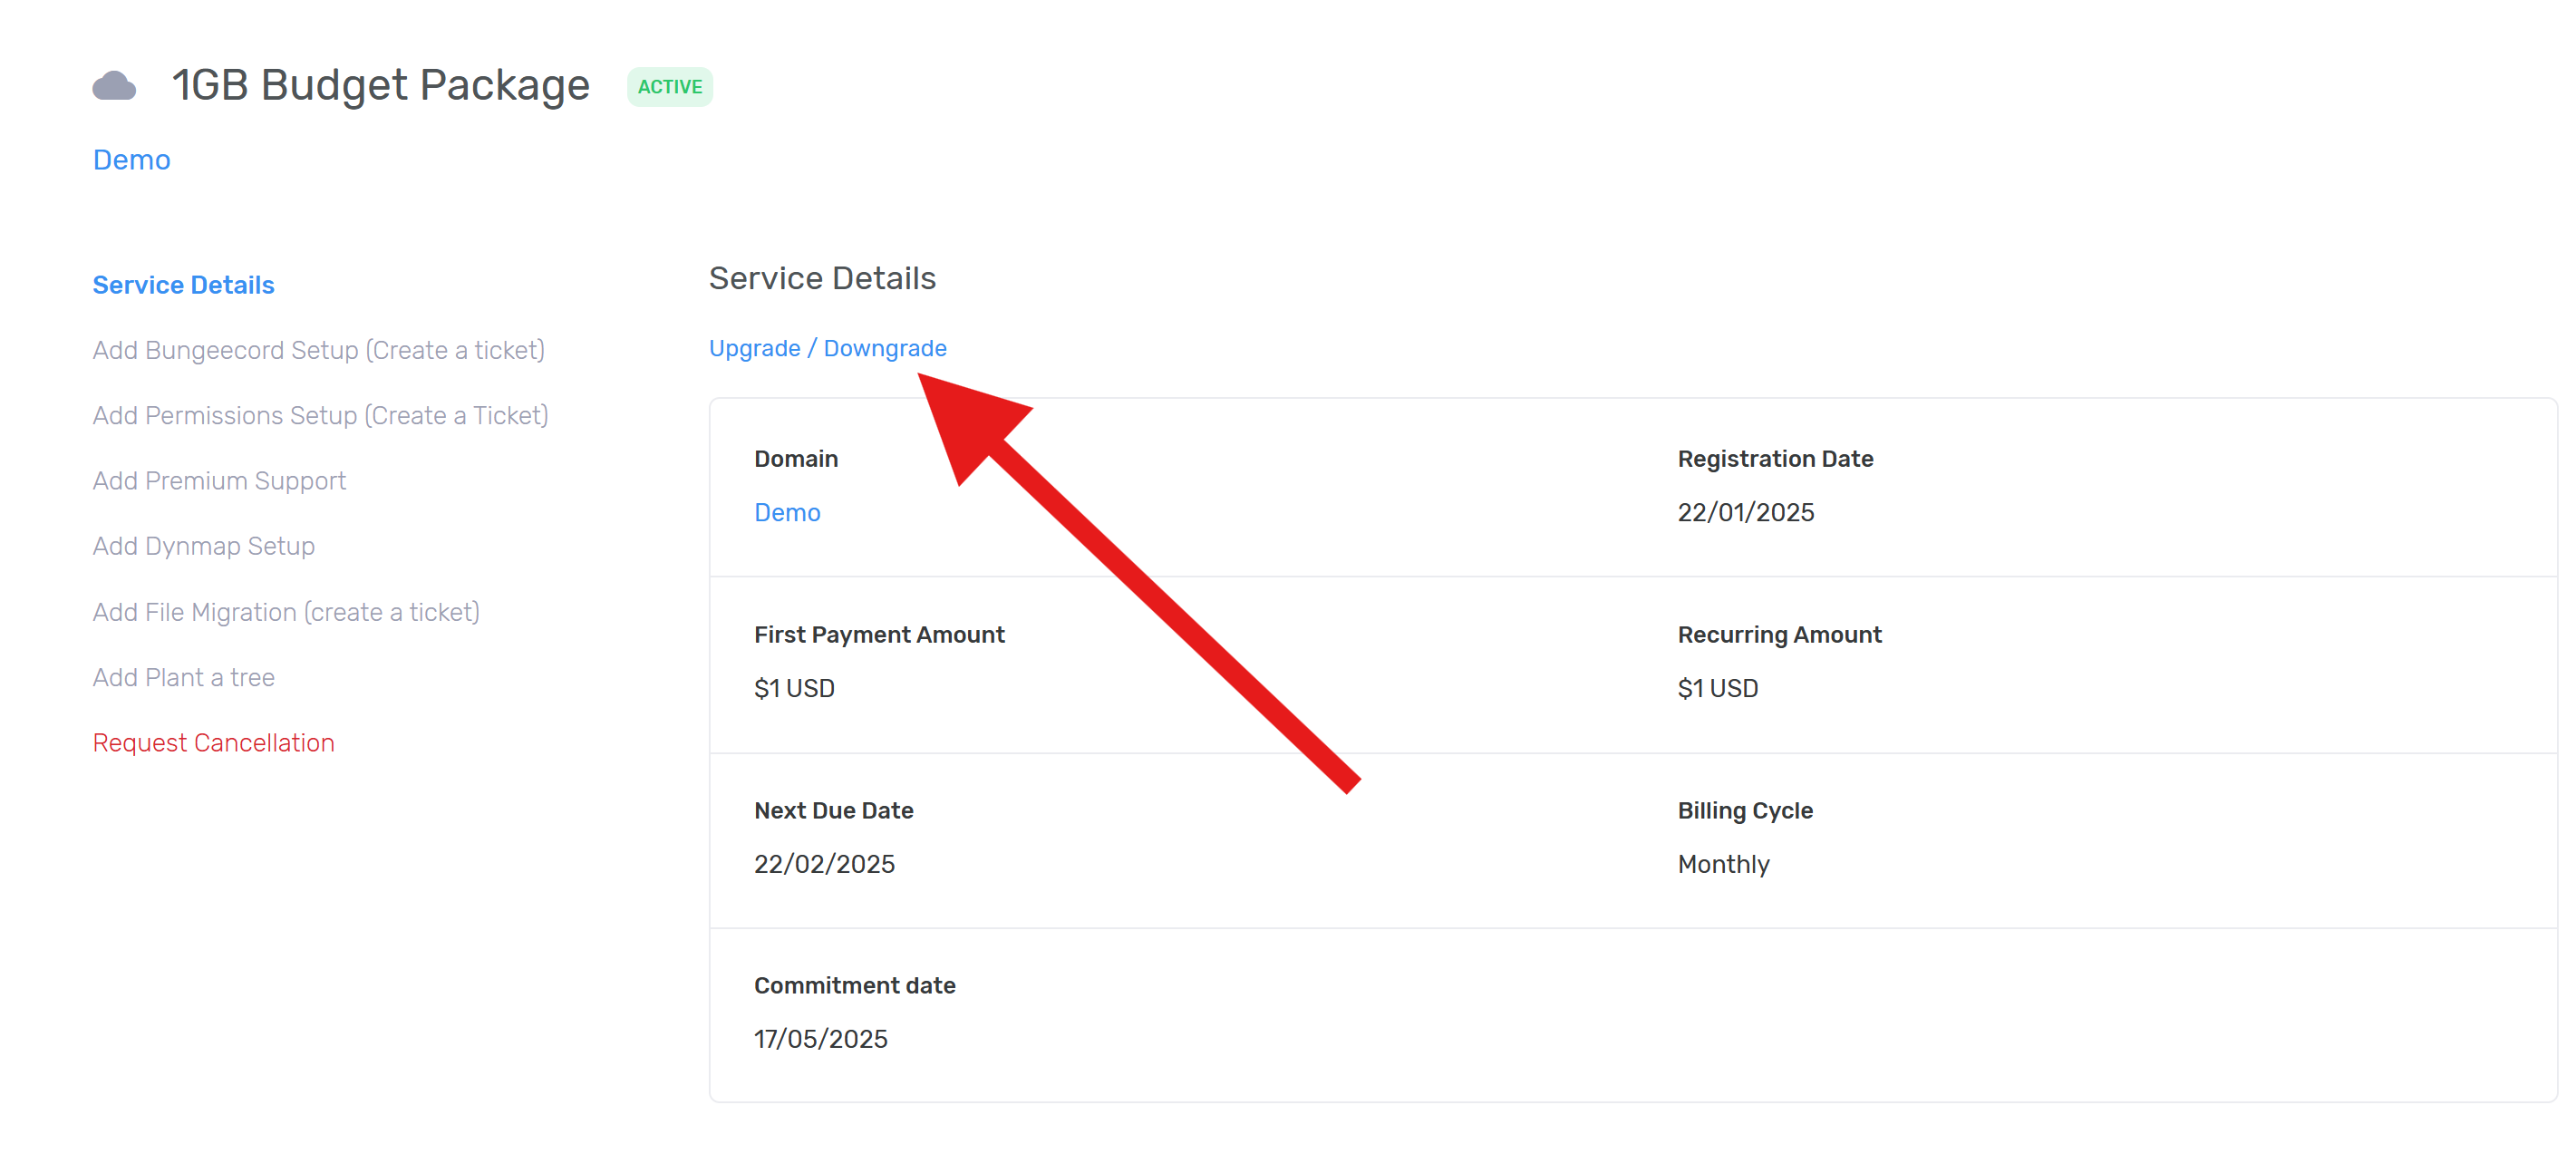 1GB Budget Package ACTIVE
Demo
Service Details
Add Bungeecord Setup (Create a ticket)
Add Permissions Setup (Create a Ticket)
Add Premium Support
Add Dynmap Setup
Add File Migration (create a ticket)
Add Plant a tree
Request Cancellation
Service Details
Upgrade / Downgrade
Domain
Demo
Registration Date
22/01/2025
First Payment Amount
$1 USD
Recurring Amount
$1 USD
Next Due Date
22/02/2025
Billing Cycle
Monthly
Commitment date
17/05/2025